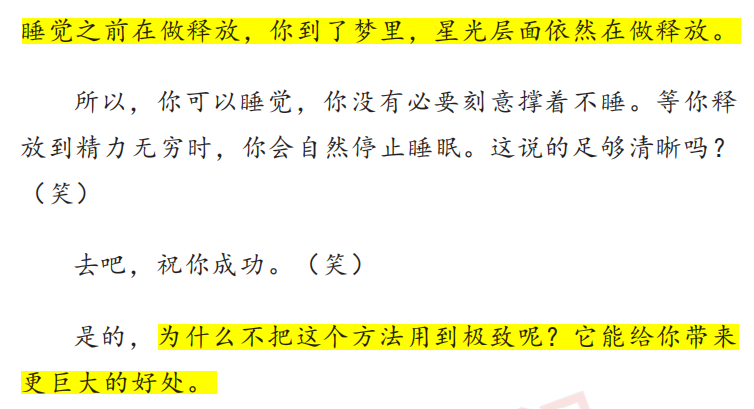 睡觉之前在做释放，你到了梦里，星光层面依然在做释放。
所以，你可以睡觉，你没有必要刻意撑着不睡。等你释
放到精力无穷时，你会自然停止睡眠。这说的足够清晰吗？
（笑）
去吧，祝你成功。（笑）
是的，为什么不把这个方法用到极致呢？它能给你带来
更巨大的好处。